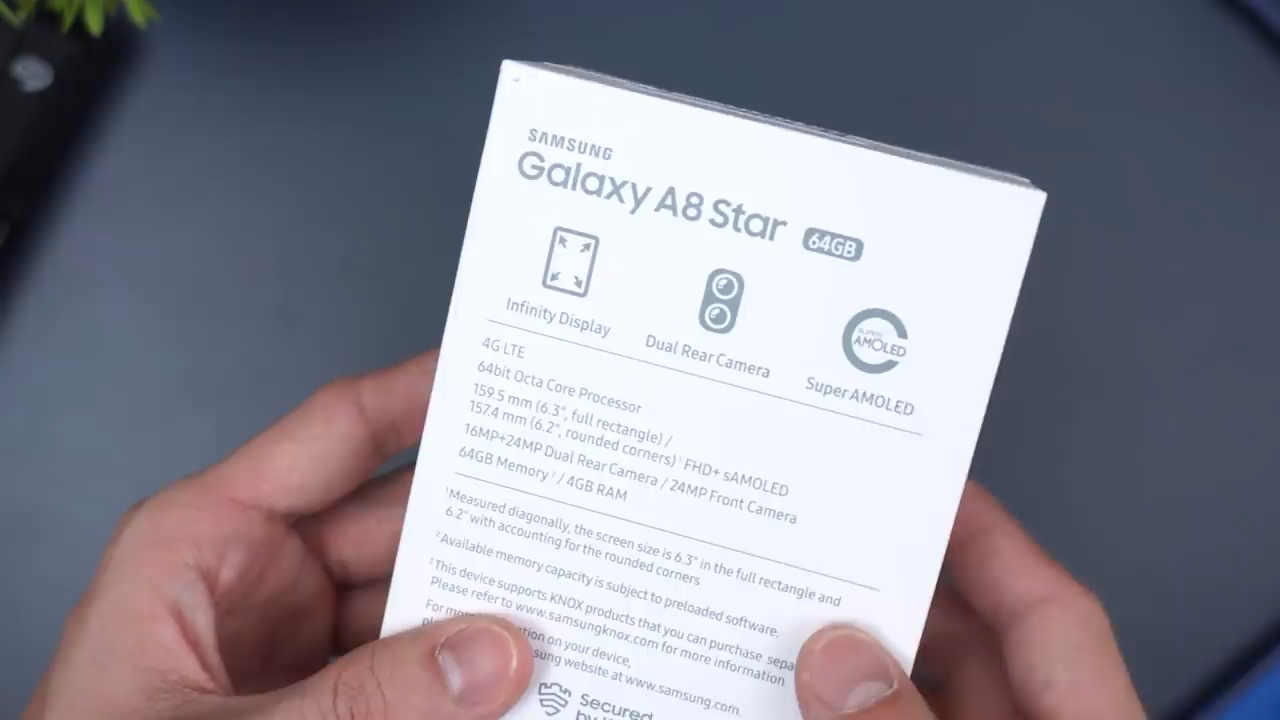 SAMSUNG
Galaxy A8 Star 64GB
Infinity Display
Dual Rear Camera
SUPER AMOLED
Super AMOLED
4G LTE
64bit Octa Core Processor
159.5 mm (6.3", full rectangle) /
157.4 mm (6.2", rounded corners) ¹ FHD+ sAMOLED
16MP+24MP Dual Rear Camera / 24MP Front Camera
64GB Memory ² / 4GB RAM
¹Measured diagonally, the screen size is 6.3" in the full rectangle and
6.2" with accounting for the rounded corners
²Available memory capacity is subject to preloaded software.
³This device supports KNOX products that you can purchase
Please refer to www.samsungknox.com for more information
For on your device,
website at www.samsung.com.
Secured